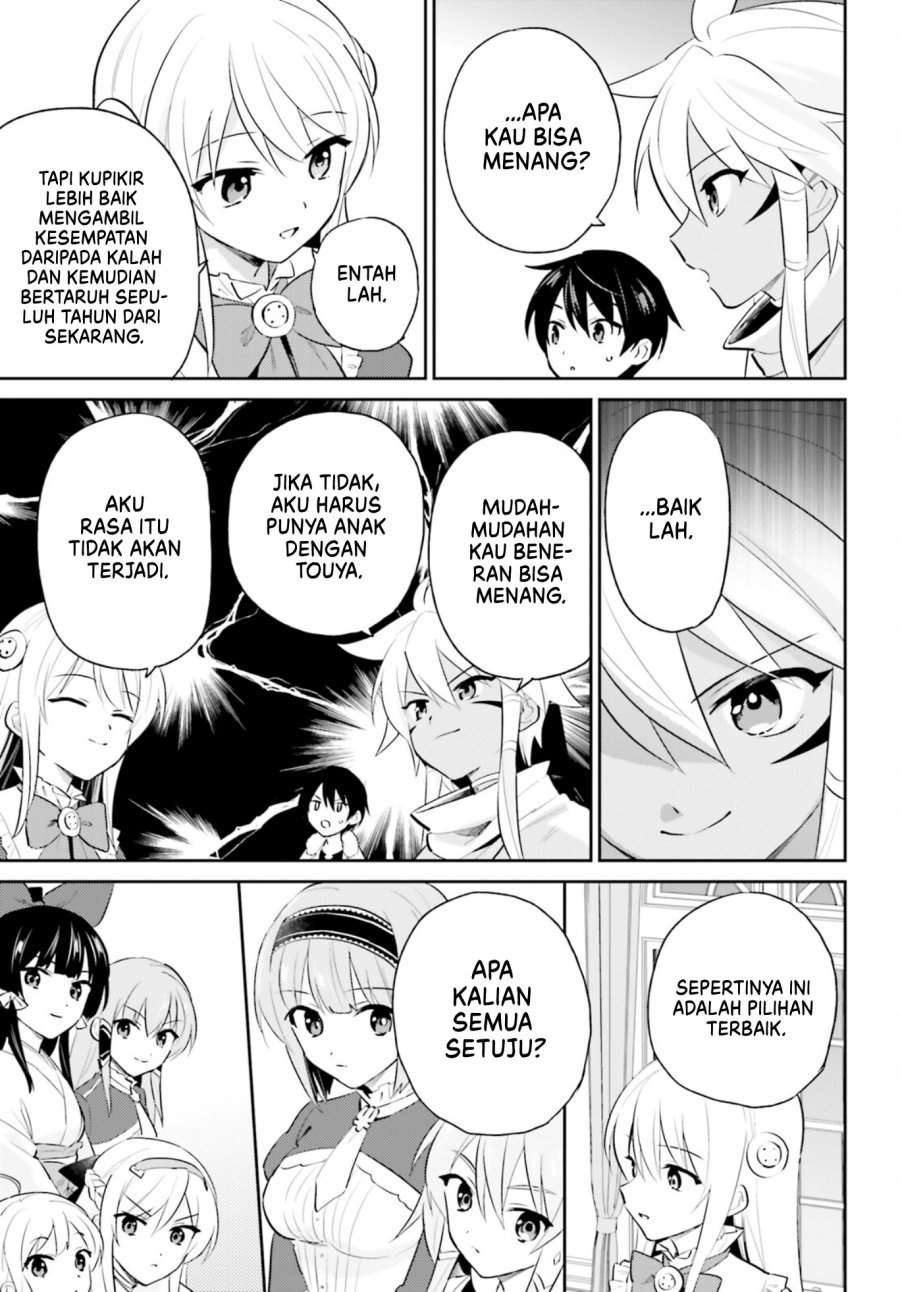 ...APA
KAU BISA
MENANG?
ENTAH
LAH.
TAPI KUPIKIR
LEBIH BAIK
MENGAMBIL
KESEMPATAN
DARIPADA KALAH
DAN KEMUDIAN
BERTARUH SEPU-
LUH TAHUN DARI
SEKARANG.
...BAIK
LAH.
MUDAH-
MUDAHAN
KAU BENE-
RAN BISA
MENANG.
JIKA TIDAK,
AKU HARUS
PUNYA ANAK
DENGAN
TOUYA.
AKU
RASA ITU
TIDAK AKAN
TERJADI.
SEPERTINYA INI
ADALAH PILIHAN
TERBAIK.
APA
KALIAN
SEMUA
SETUJU?